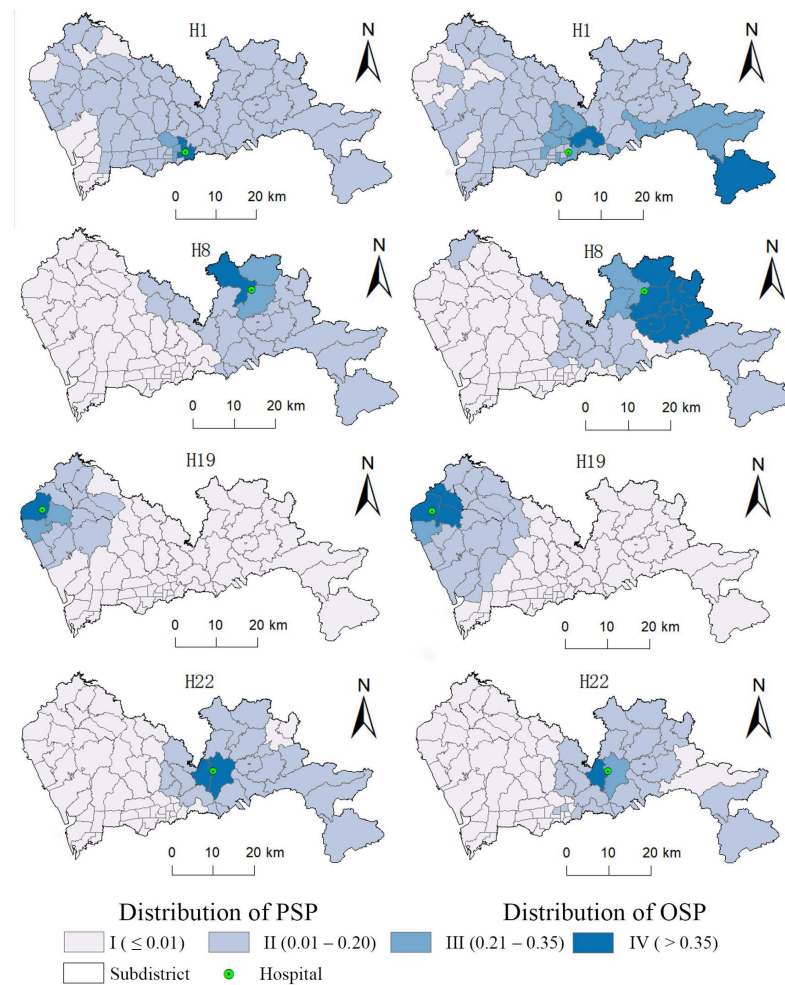 H1
N
0 10 20 km
H1
N
0 10 20 km
H8
N
0 10 20 km
H8
N
0 10 20 km
H19
N
0 10 20 km
H19
N
0 10 20 km
H22
N
0 10 20 km
H22
N
0 10 20 km
Distribution of PSP Distribution of OSP
I ( ≤ 0.01) II (0.01 – 0.20) III (0.21 – 0.35) IV ( > 0.35)
Subdistrict Hospital